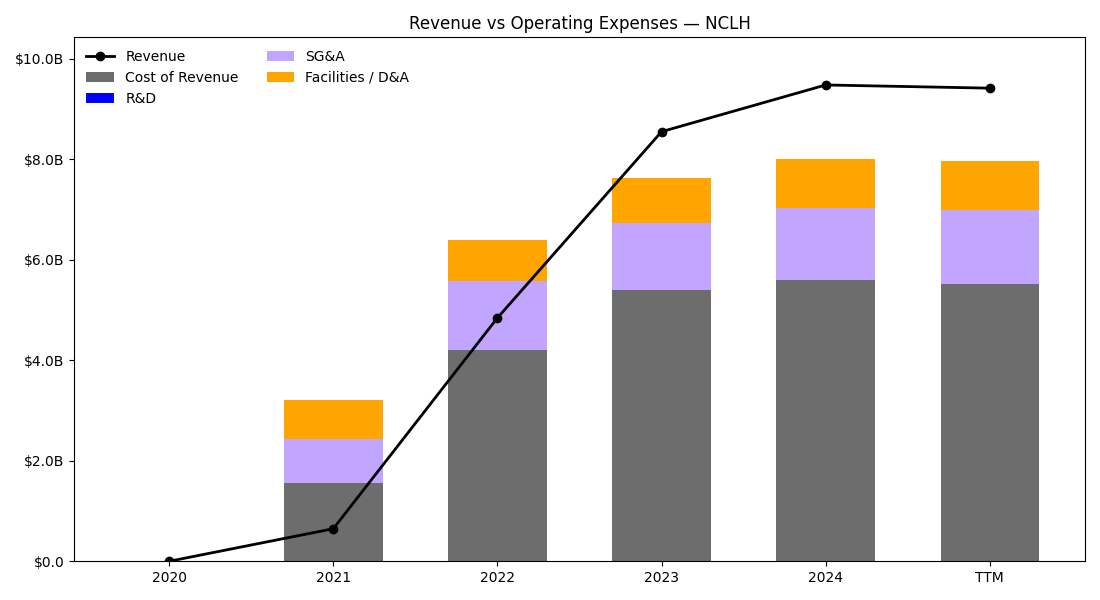 Revenue vs Operating Expenses — NCLH
Revenue
Cost of Revenue
R&D
SG&A
Facilities / D&A
$10.0B
$8.0B
$6.0B
$4.0B
$2.0B
$0.0
2020 2021 2022 2023 2024 TTM